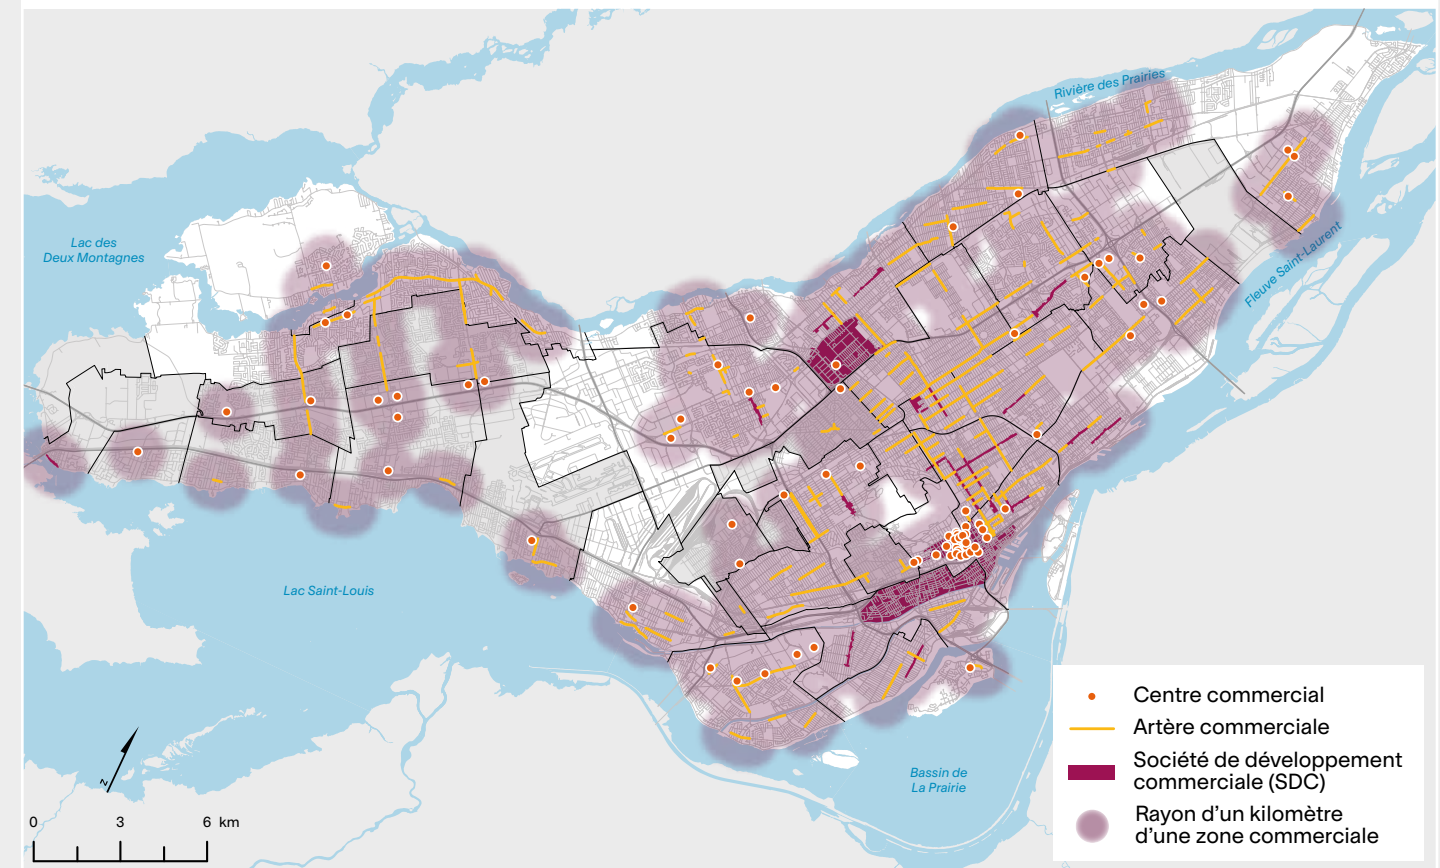 Rivière des Prairies
Lac des
Deux Montagnes
Fleuve Saint-Laurent
Lac Saint-Louis
Bassin de
La Prairie
N
0 3 6 km
Centre commercial
Artère commerciale
Société de développement
commerciale (SDC)
Rayon d’un kilomètre
d’une zone commerciale